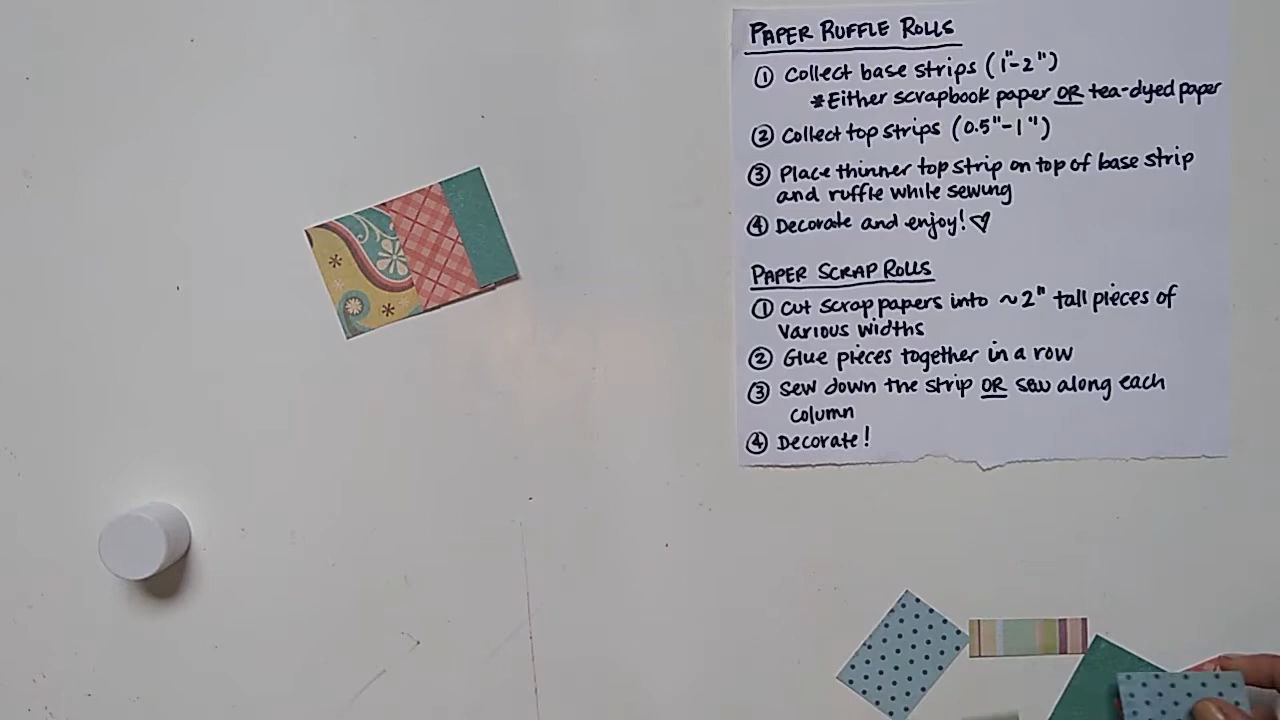 PAPER RUFFLE ROLLS
① Collect base strips (1"-2")
*Either scrapbook paper OR tea-dyed paper
② Collect top strips (0.5"-1")
③ Place thinner top strip on top of base strip
and ruffle while sewing
④ Decorate and enjoy! ♡
PAPER SCRAP ROLLS
① Cut scrap papers into ~2" tall pieces of
various widths
② Glue pieces together in a row
③ Sew down the strip OR sew along each
column
④ Decorate!